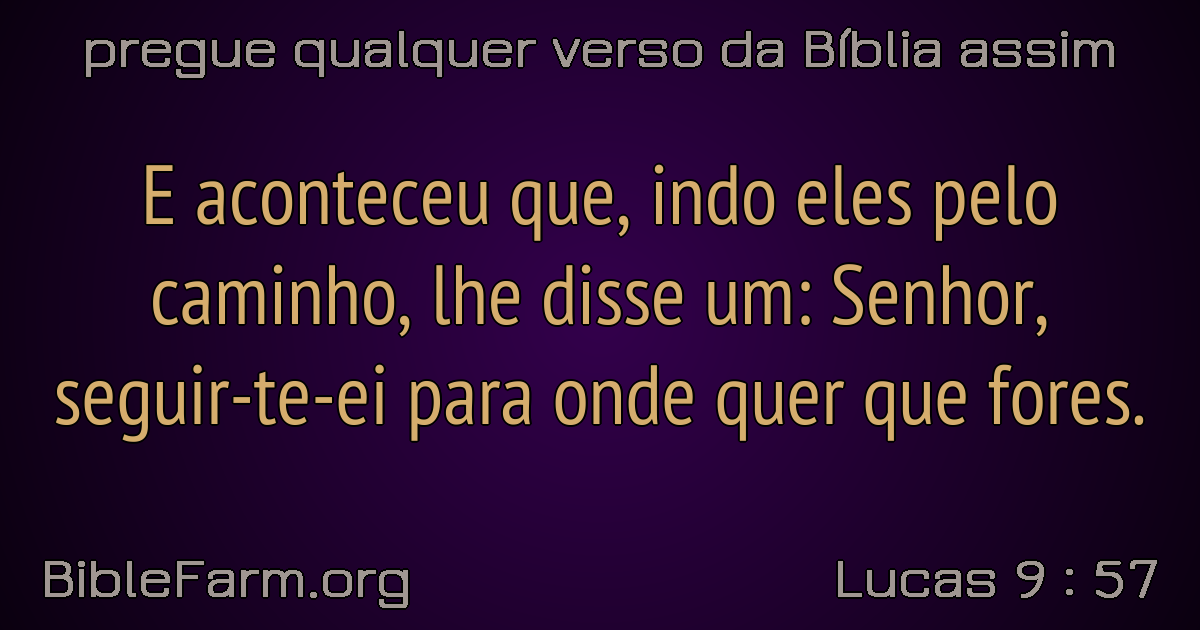 pregue qualquer verso da Bíblia assim
E aconteceu que, indo eles pelo
caminho, lhe disse um: Senhor,
seguir-te-ei para onde quer que fores.
BibleFarm.org
Lucas 9 : 57